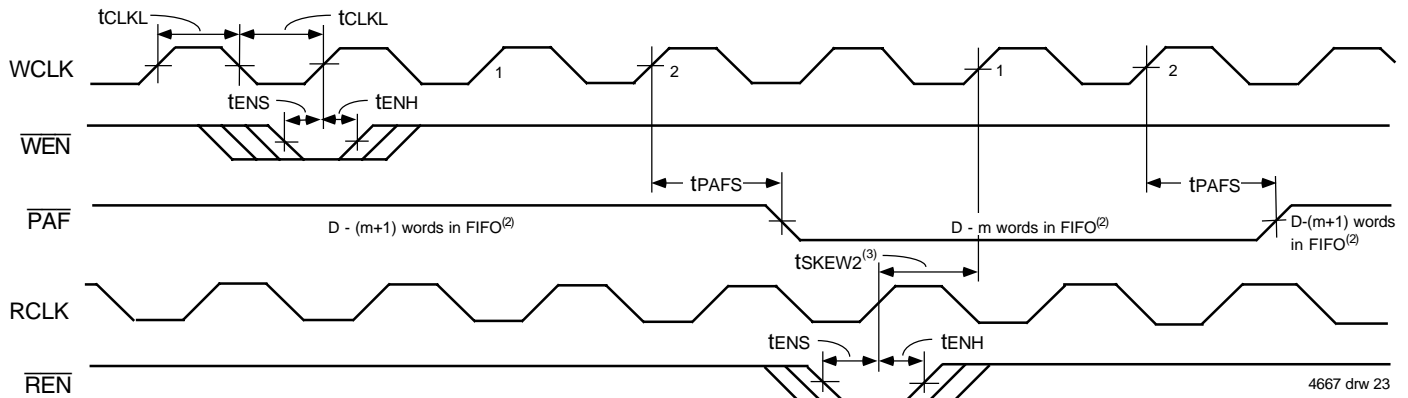 tCLKL tCLKL
WCLK 1 2 1 2
tENS tENH
WEN
tPAFS tPAFS
PAF
D - (m+1) words in FIFO(2) D - m words in FIFO(2) D-(m+1) words
in FIFO(2)
tSKEW2(3)
RCLK
tENS tENH
REN
4667 drw 23